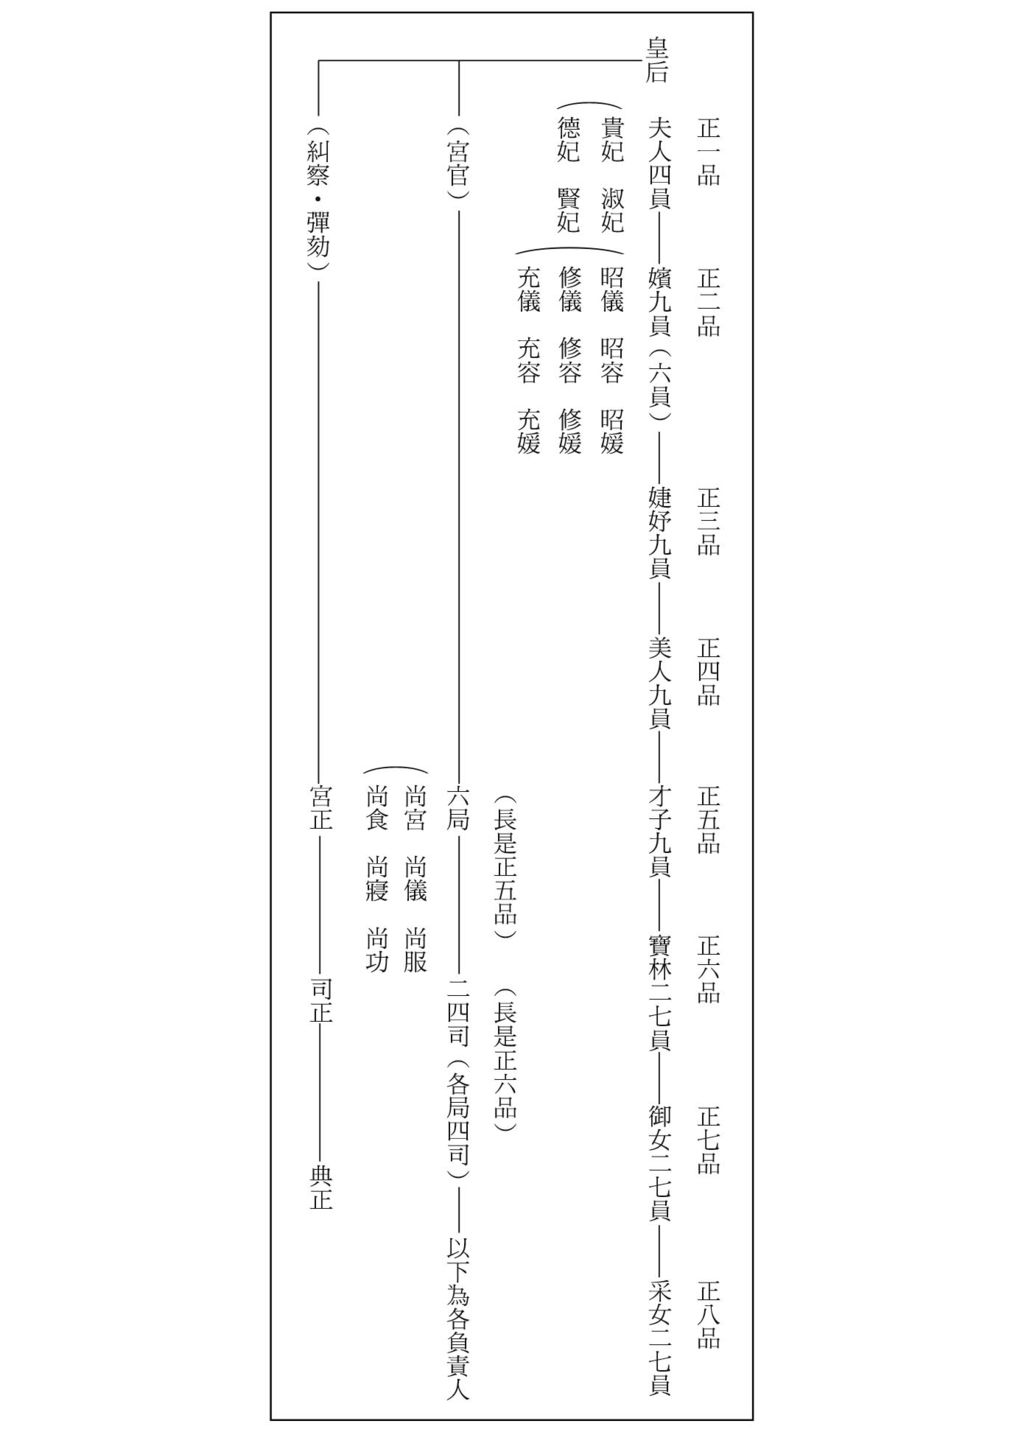 正一品 正二品 正三品 正四品 正五品 正六品 正七品 正八品
皇后
夫人四員 嬪九員（六員） 婕妤九員 美人九員 才子九員 寶林二七員 御女二七員 采女二七員
貴妃 淑妃
德妃 賢妃
昭儀 昭容 昭媛
修儀 修容 修媛
充儀 充容 充媛
（長是正五品） （長是正六品）
（宮官） 六局 二四司（各局四司） 以下為各負責人
尚宮 尚儀 尚服
尚食 尚寢 尚功
（糾察・彈劾） 宮正 司正 典正